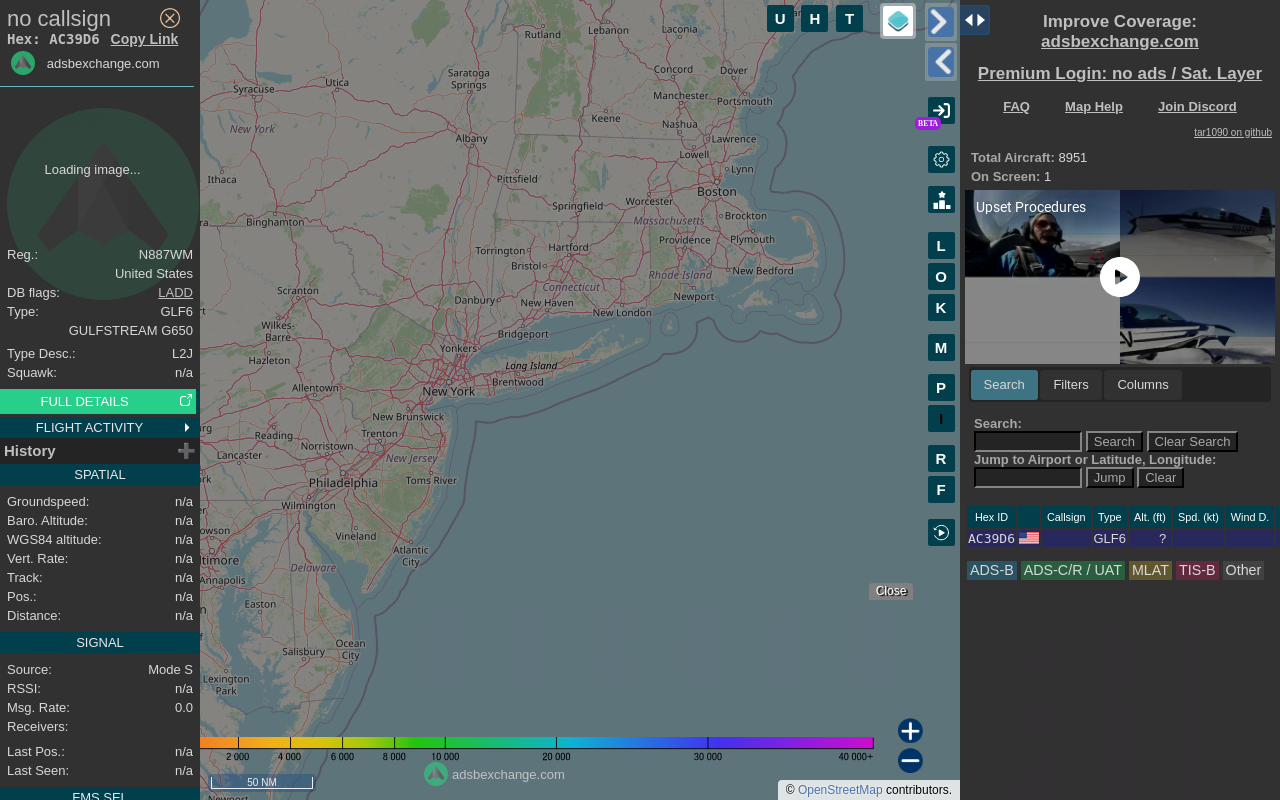 no callsign
Hex: AC39D6 Copy Link
adsbexchange.com
Loading image...
Reg.: N887WM
United States
DB flags: LADD
Type: GLF6
GULFSTREAM G650
Type Desc.: L2J
Squawk: n/a
FULL DETAILS
FLIGHT ACTIVITY
History
SPATIAL
Groundspeed: n/a
Baro. Altitude: n/a
WGS84 altitude: n/a
Vert. Rate: n/a
Track: n/a
Pos.: n/a
Distance: n/a
SIGNAL
Source: Mode S
RSSI: n/a
Msg. Rate: 0.0
Receivers:
Last Pos.: n/a
Last Seen: n/a
FMS SEL
Rutland
Lebanon
Laconia
Concord
Dover
Saratoga
Springs
Utica
Syracuse
Manchester
Portsmouth
Keene
Nashua
New York
Albany
Lawrence
Lowell
Lynn
Ithaca
Pittsfield
Boston
Worcester
Springfield
Massachusetts
Brockton
Binghamton
Torrington
Hartford
Providence
Plymouth
Bristol
Rhode Island
New Bedford
Connecticut
Scranton
Danbury
New Haven
Newport
New London
Wilkes-
Barre
Bridgeport
Yonkers
Hazleton
Long Island
Allentown
New York
Brentwood
New Brunswick
Reading
Trenton
Norristown
Lancaster
New Jersey
Philadelphia
Toms River
Wilmington
Vineland
Atlantic
City
Delaware
Annapolis
Easton
Ocean
City
Salisbury
Lexington
Park
U H T
BETA
L
O
K
M
P
I
R
F
Close
2 000 4 000 6 000 8 000 10 000 20 000 30 000 40 000+
50 NM
adsbexchange.com
© OpenStreetMap contributors.
Improve Coverage:
adsbexchange.com
Premium Login: no ads / Sat. Layer
FAQ Map Help Join Discord
tar1090 on github
Total Aircraft: 8951
On Screen: 1
Upset Procedures
Search Filters Columns
Search:
Search Clear Search
Jump to Airport or Latitude, Longitude:
Jump Clear
Hex ID Callsign Type Alt. (ft) Spd. (kt) Wind D.
AC39D6 GLF6 ?
ADS-B ADS-C/R / UAT MLAT TIS-B Other